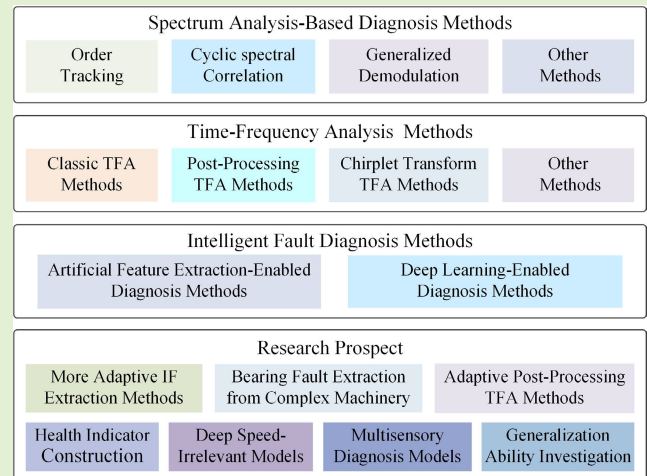 Spectrum Analysis-Based Diagnosis Methods
Order
Tracking
Cyclic spectral
Correlation
Generalized
Demodulation
Other
Methods
Time-Frequency Analysis Methods
Classic TFA
Methods
Post-Processing
TFA Methods
Chirplet Transform
TFA Methods
Other
Methods
Intelligent Fault Diagnosis Methods
Artificial Feature Extraction-Enabled
Diagnosis Methods
Deep Learning-Enabled
Diagnosis Methods
Research Prospect
More Adaptive IF
Extraction Methods
Bearing Fault Extraction
from Complex Machinery
Adaptive Post-Processing
TFA Methods
Health Indicator
Construction
Deep Speed-
Irrelevant Models
Multisensory
Diagnosis Models
Generalization
Ability Investigation